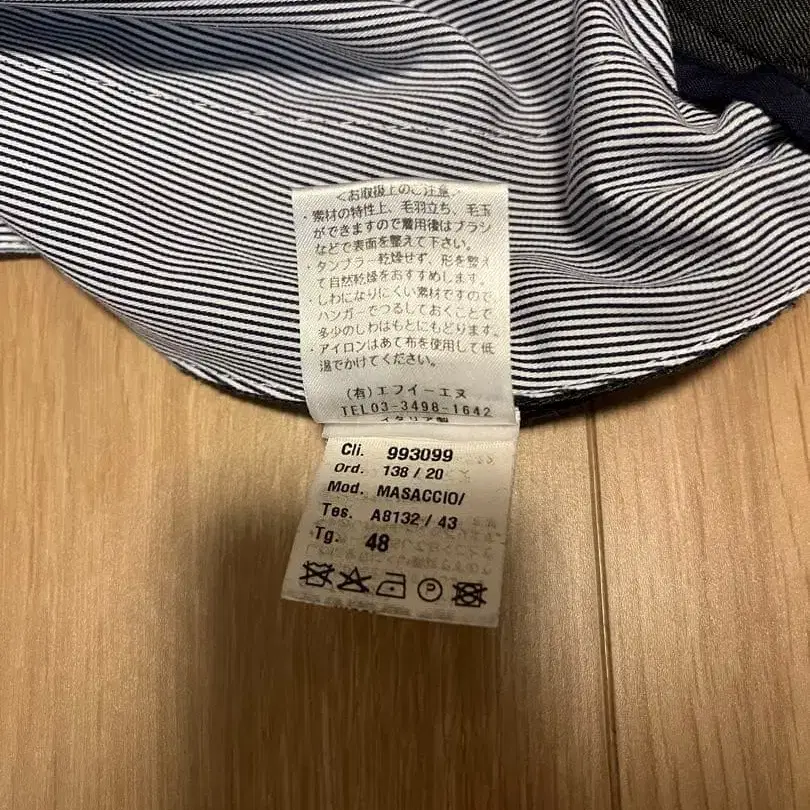 <お取扱上のご注意>
・素材の特性上、毛羽立ち、毛玉
ができますので着用後はブラシ
などで表面を整えて下さい。
・タンブラー乾燥せず、形を整え
て自然乾燥をおすすめします。
・しわになりにくい素材ですので
ハンガーでつるしておくことで
多少のしわはもとにもどります。
・アイロンはあて布を使用して低
温でかけてください。
(有)エフイーエヌ
TEL03-3498-1642
イタリア製
Cli. 993099
Ord. 138 / 20
Mod. MASACCIO/
Tes. A8132 / 43
Tg. 48
P